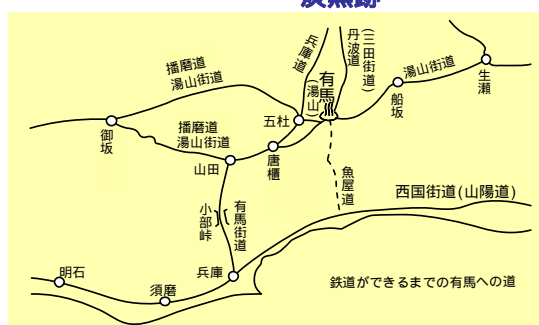 兵庫道
丹波道
(三田街道)
播磨道
湯山街道
有馬
(湯山)
湯山街道
生瀬
船坂
五社
御坂
播磨道
湯山街道
唐櫃
山田
魚屋道
西国街道(山陽道)
有馬街道
小部峠
兵庫
明石
須磨
鉄道ができるまでの有馬への道